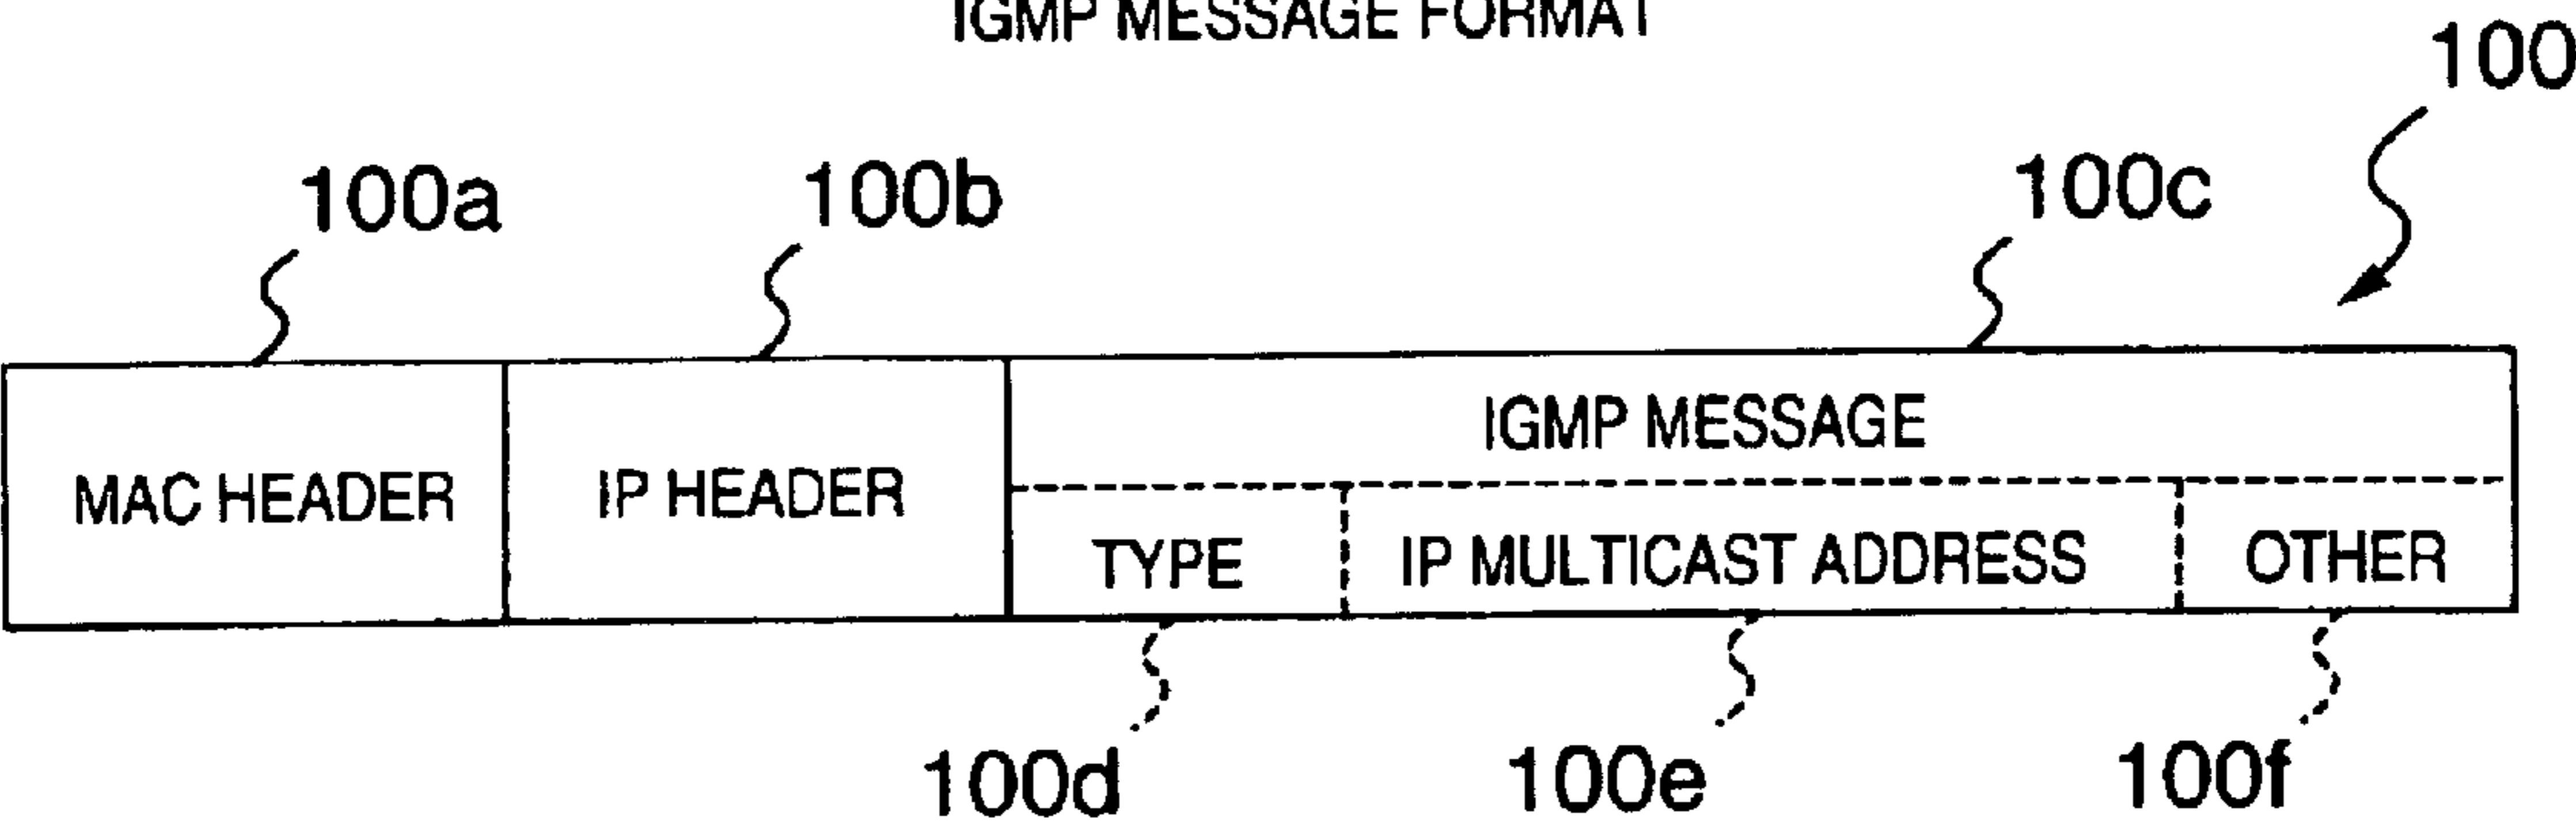 IGMP MESSAGE FORMAT
100
100a
100b
100c
IGMP MESSAGE
MAC HEADER
IP HEADER
TYPE
IP MULTICAST ADDRESS
OTHER
100d
100e
100f